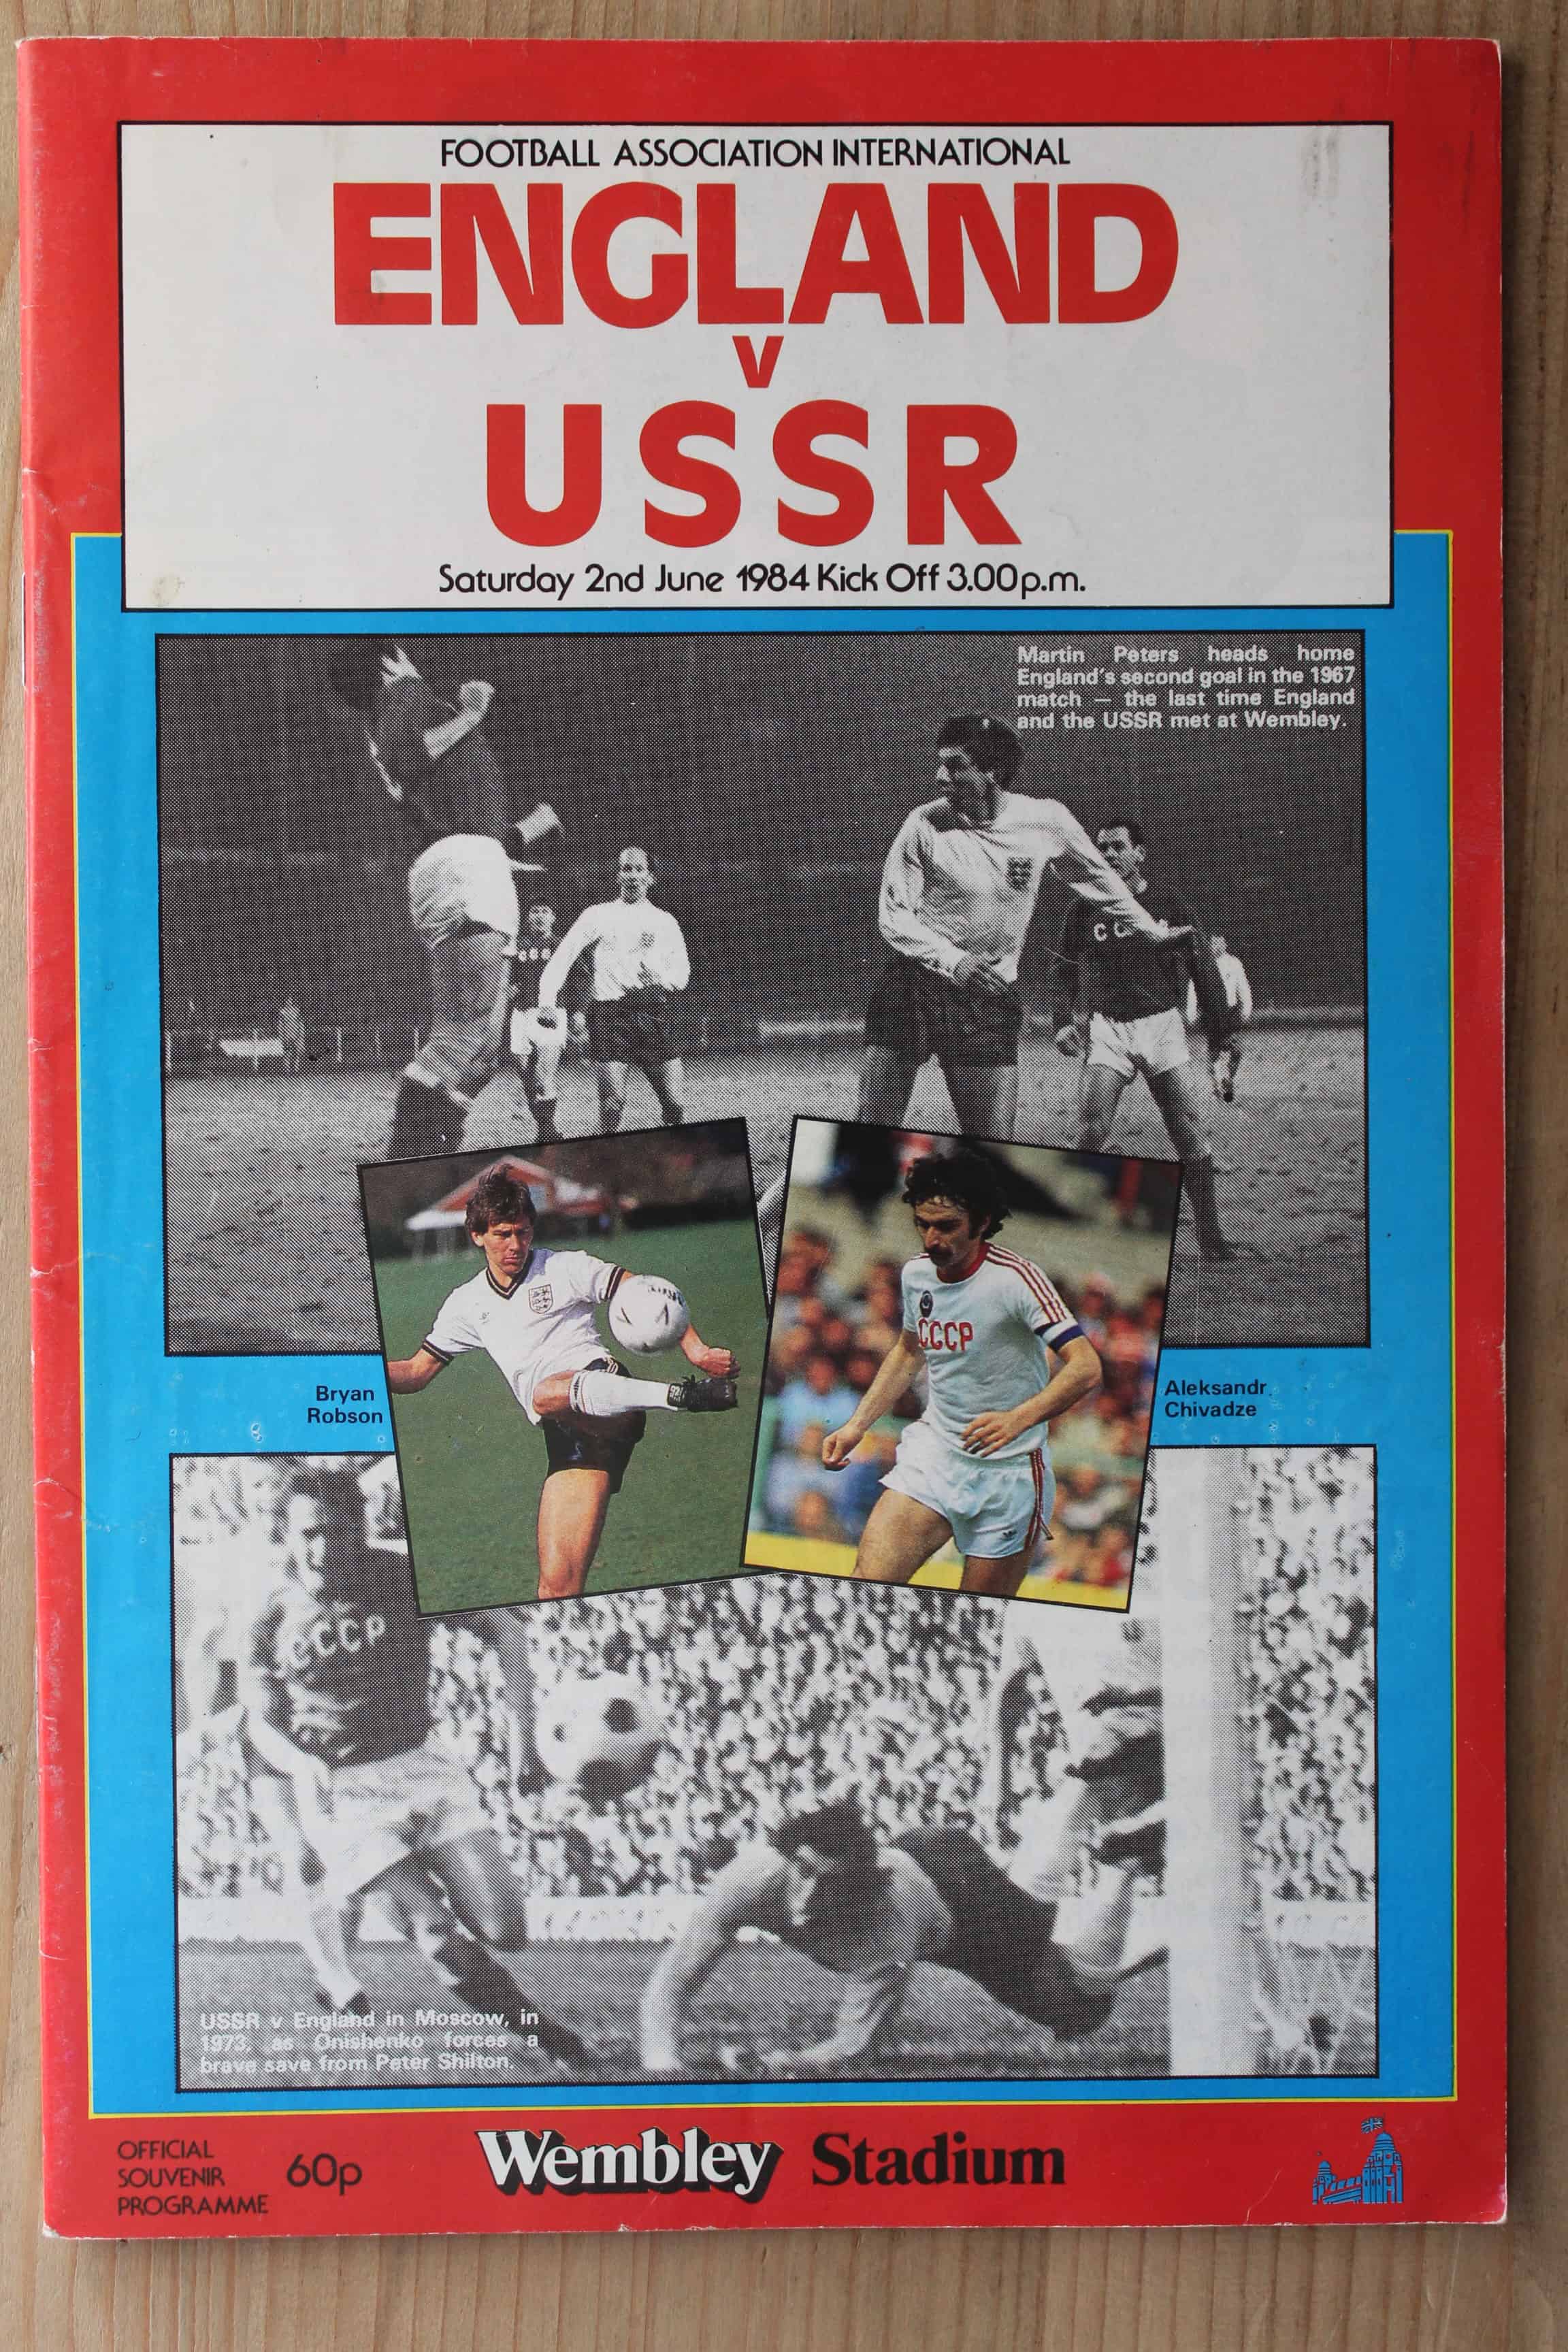 FOOTBALL ASSOCIATION INTERNATIONAL
ENGLAND
V
USSR
Saturday 2nd June 1984 Kick Off 3.00p.m.
Martin Peters heads home
England's second goal in the 1967
match — the last time England
and the USSR met at Wembley.
Bryan
Robson
CCCP
Aleksandr
Chivadze
CCCP
USSR v England in Moscow, in
1973, as Onishenko forces a
brave save from Peter Shilton.
OFFICIAL
SOUVENIR
PROGRAMME
60p
Wembley Stadium